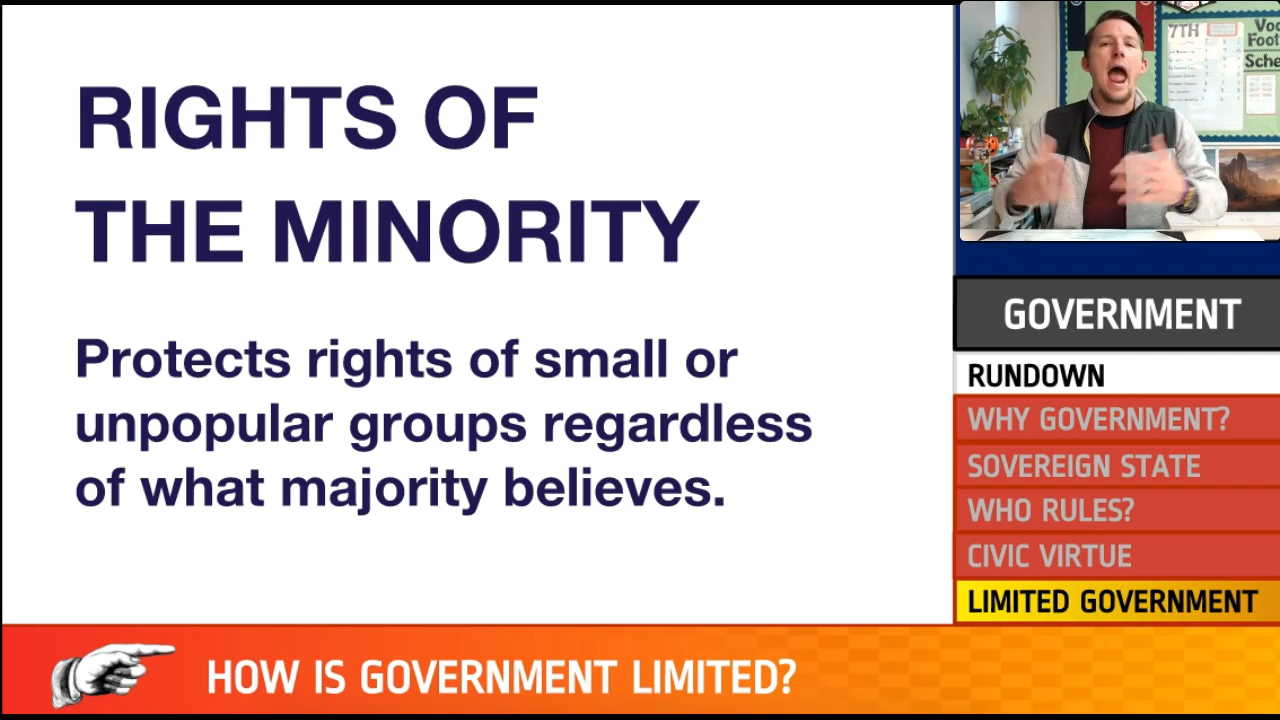 RIGHTS OF
THE MINORITY
Protects rights of small or
unpopular groups regardless
of what majority believes.
7TH
GOVERNMENT
RUNDOWN
WHY GOVERNMENT?
SOVEREIGN STATE
WHO RULES?
CIVIC VIRTUE
LIMITED GOVERNMENT
HOW IS GOVERNMENT LIMITED?